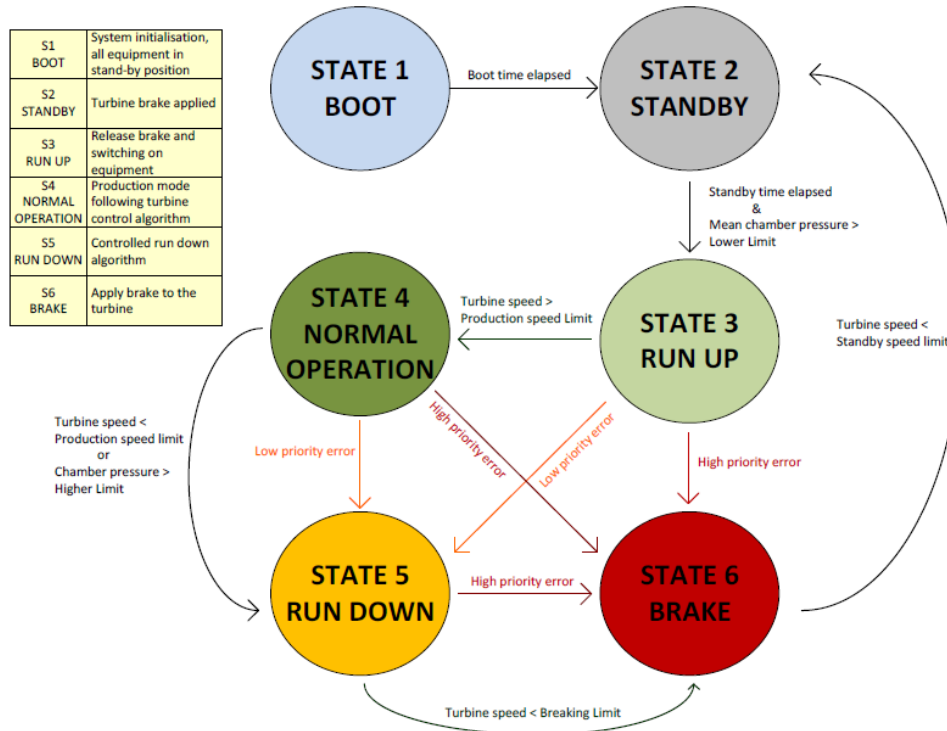 S1
BOOT
System initialisation,
all equipment in
stand-by position
S2
STANDBY
Turbine brake applied
S3
RUN UP
Release brake and
switching on
equipment
S4
NORMAL
OPERATION
Production mode
following turbine
control algorithm
S5
RUN DOWN
Controlled run down
algorithm
S6
BRAKE
Apply brake to the
turbine
STATE 1
BOOT
Boot time elapsed
STATE 2
STANDBY
Standby time elapsed
&
Mean chamber pressure >
Lower Limit
STATE 4
NORMAL
OPERATION
Turbine speed >
Production speed Limit
STATE 3
RUN UP
Turbine speed <
Standby speed limit
Turbine speed <
Production speed limit
or
Chamber pressure >
Higher Limit
Low priority error
High priority error
Low priority error
High priority error
STATE 5
RUN DOWN
High priority error
STATE 6
BRAKE
Turbine speed < Breaking Limit